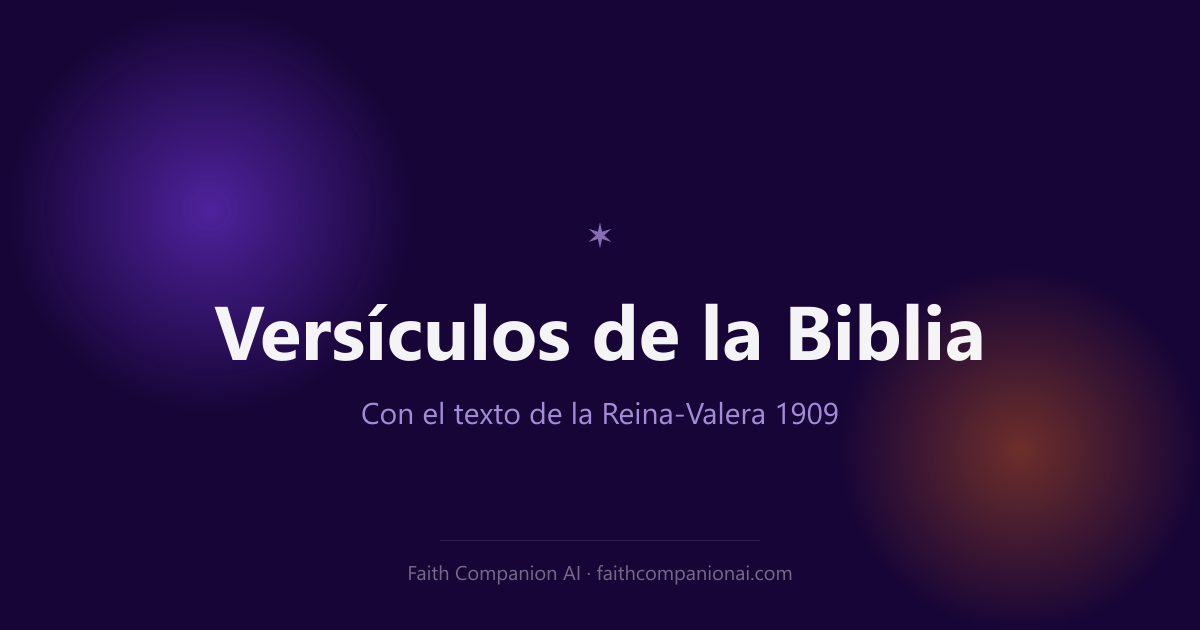 Versículos de la Biblia
Con el texto de la Reina-Valera 1909
Faith Companion AI · faithcompanionai.com